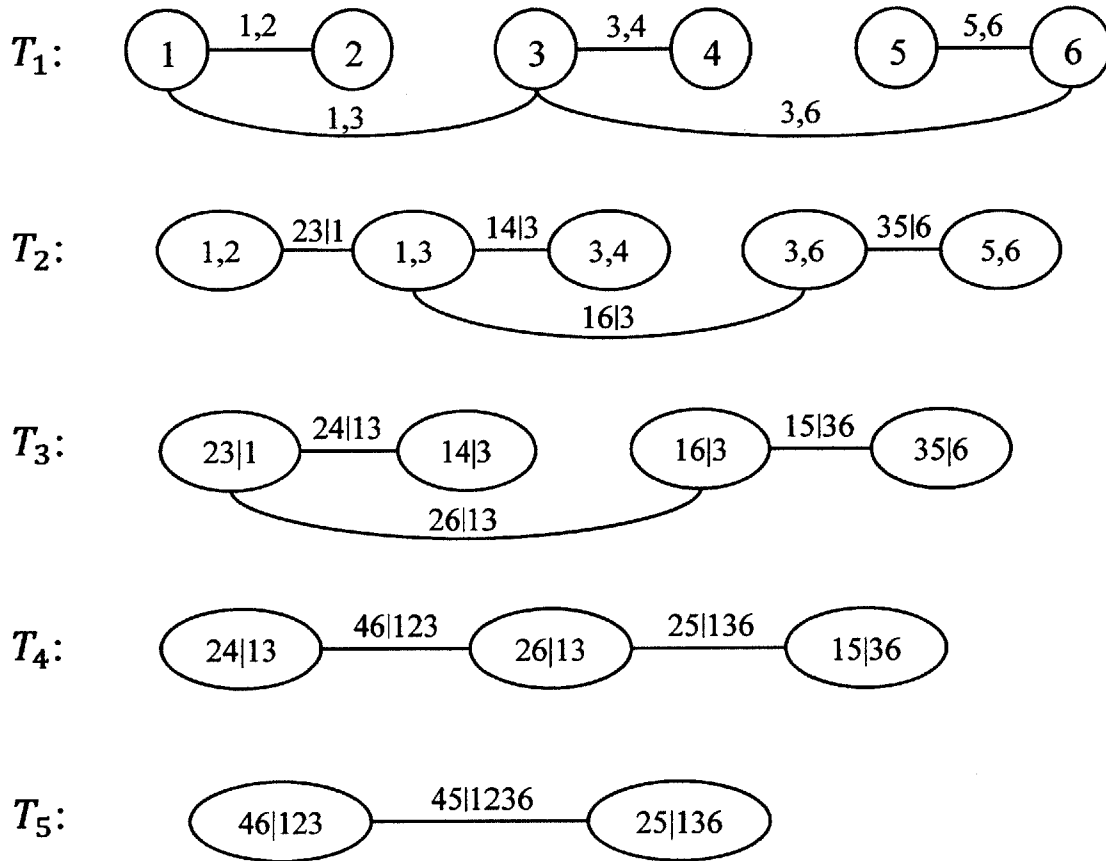 T₁: 1 1,2 2 3 3,4 4 5 5,6 6
1,3 3,6
T₂: 1,2 23|1 1,3 14|3 3,4 3,6 35|6 5,6
16|3
T₃: 23|1 24|13 14|3 16|3 15|36 35|6
26|13
T₄: 24|13 46|123 26|13 25|136 15|36
T₅: 46|123 45|1236 25|136